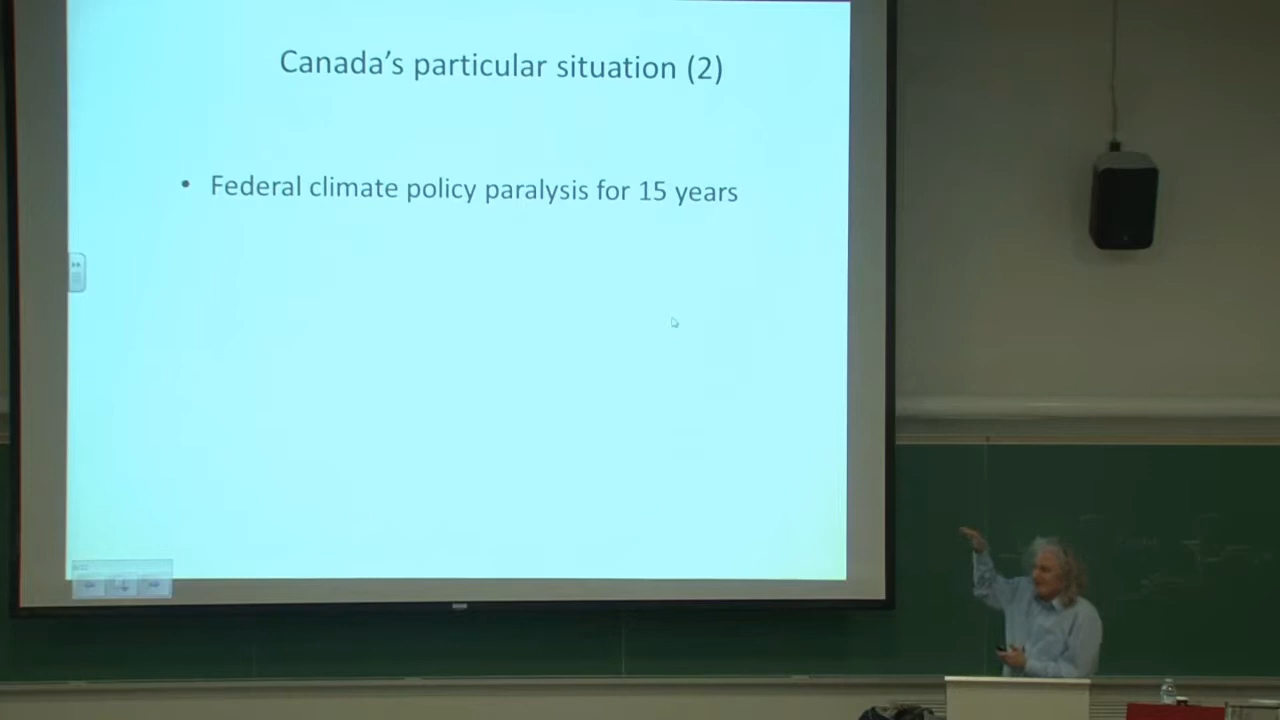 Canada's particular situation (2)
• Federal climate policy paralysis for 15 years